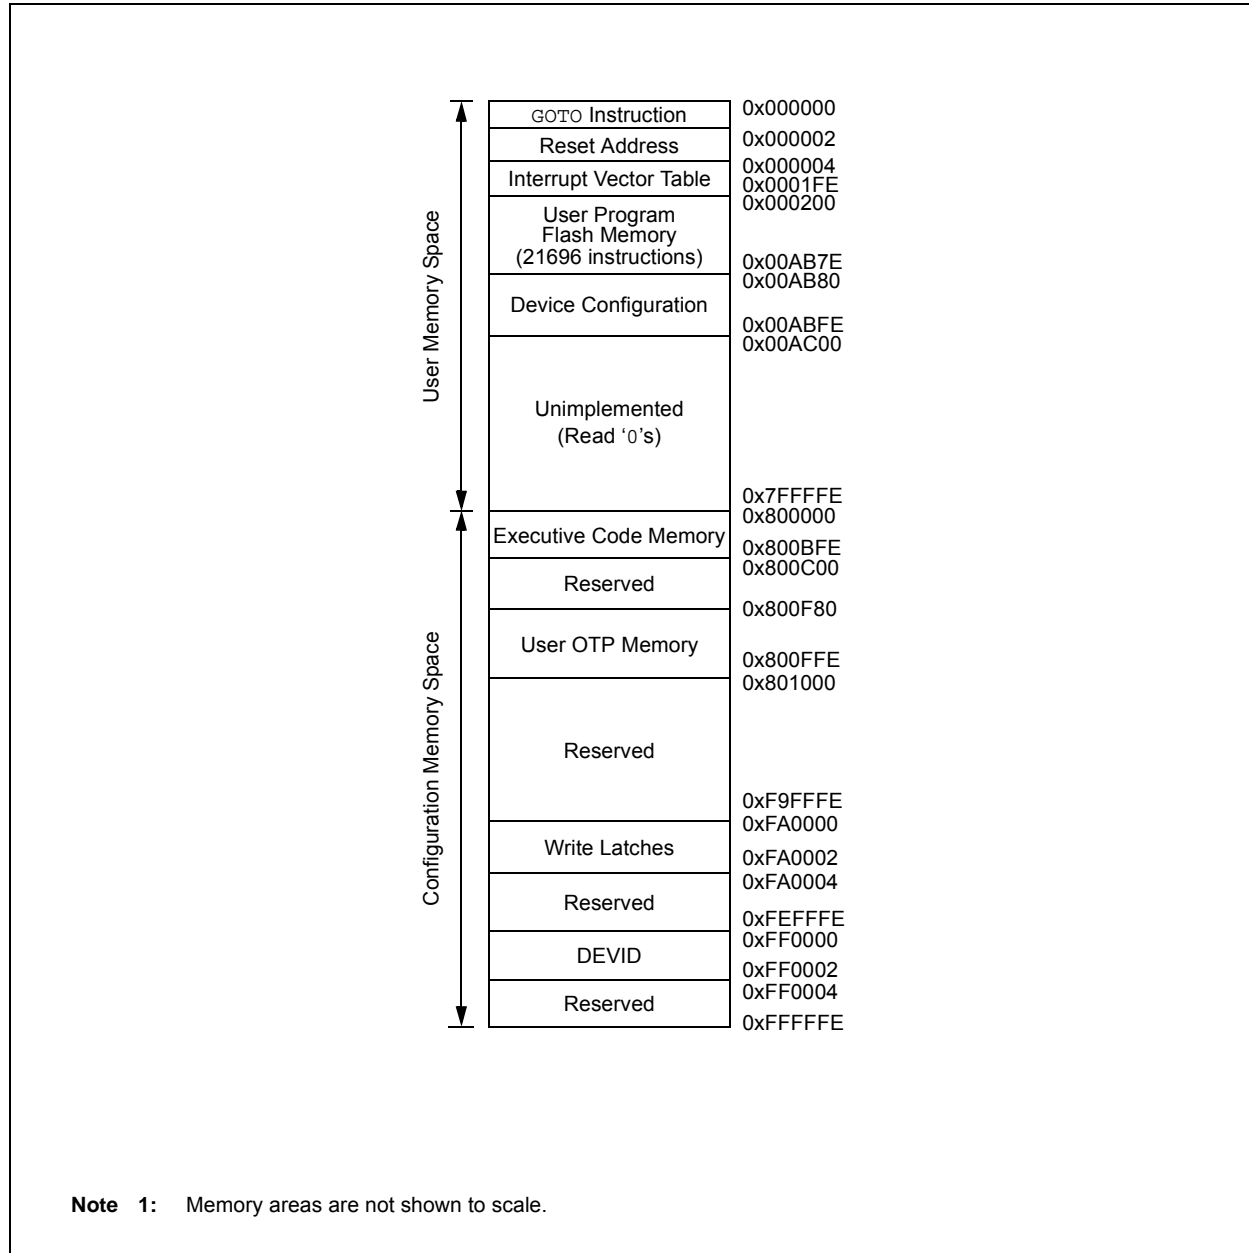 GOTO Instruction
0x000000
Reset Address
0x000002
Interrupt Vector Table
0x000004
0x0001FE
0x000200
User Program
Flash Memory
(21696 instructions)
0x00AB7E
0x00AB80
Device Configuration
0x00ABFE
0x00AC00
User Memory Space
Unimplemented
(Read ‘0’s)
0x7FFFFE
0x800000
Executive Code Memory
0x800BFE
0x800C00
Reserved
0x800F80
User OTP Memory
0x800FFE
0x801000
Configuration Memory Space
Reserved
0xF9FFFE
0xFA0000
Write Latches
0xFA0002
0xFA0004
Reserved
0xFEFFFE
0xFF0000
DEVID
0xFF0002
0xFF0004
Reserved
0xFFFFFE
Note 1: Memory areas are not shown to scale.